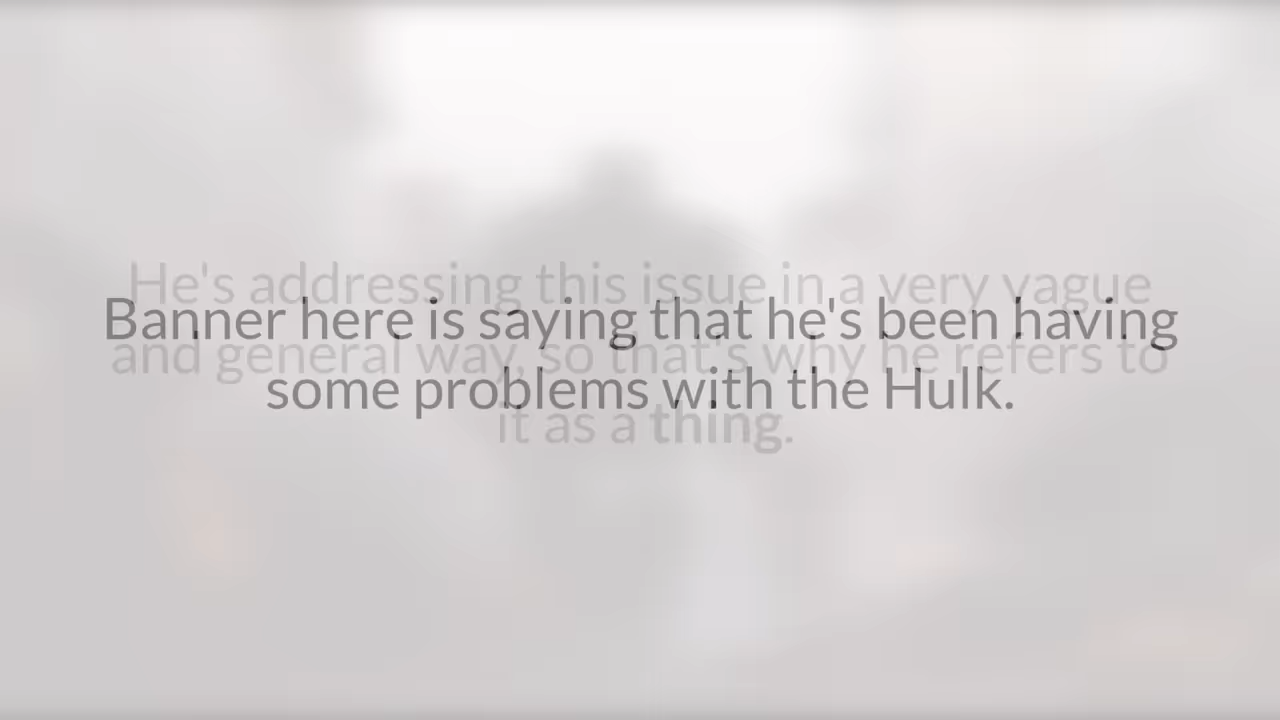 He's addressing this issue in a very vague
and general way, so that's why he refers to
it as a thing.
Banner here is saying that he's been having
some problems with the Hulk.